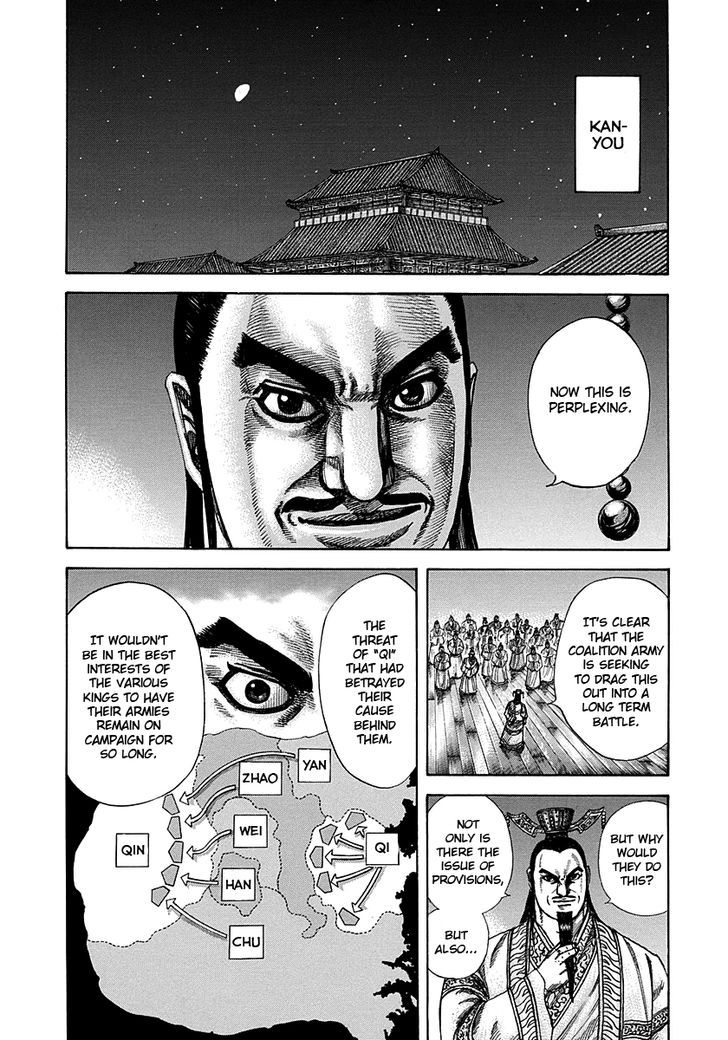 KAN-
YOU
NOW THIS IS
PERPLEXING.
IT'S CLEAR
THAT THE
COALITION ARMY
IS SEEKING
TO DRAG THIS
OUT INTO A
LONG TERM
BATTLE.
BUT WHY
WOULD
THEY DO
THIS?
NOT
ONLY IS
THERE THE
ISSUE OF
PROVISIONS,
BUT
ALSO...
THE
THREAT
OF "QI"
THAT HAD
BETRAYED
THEIR
CAUSE
BEHIND
THEM.
IT WOULDN'T
BE IN THE BEST
INTERESTS OF
THE VARIOUS
KINGS TO HAVE
THEIR ARMIES
REMAIN ON
CAMPAIGN FOR
SO LONG.
YAN
ZHAO
WEI
QIN
QI
HAN
CHU